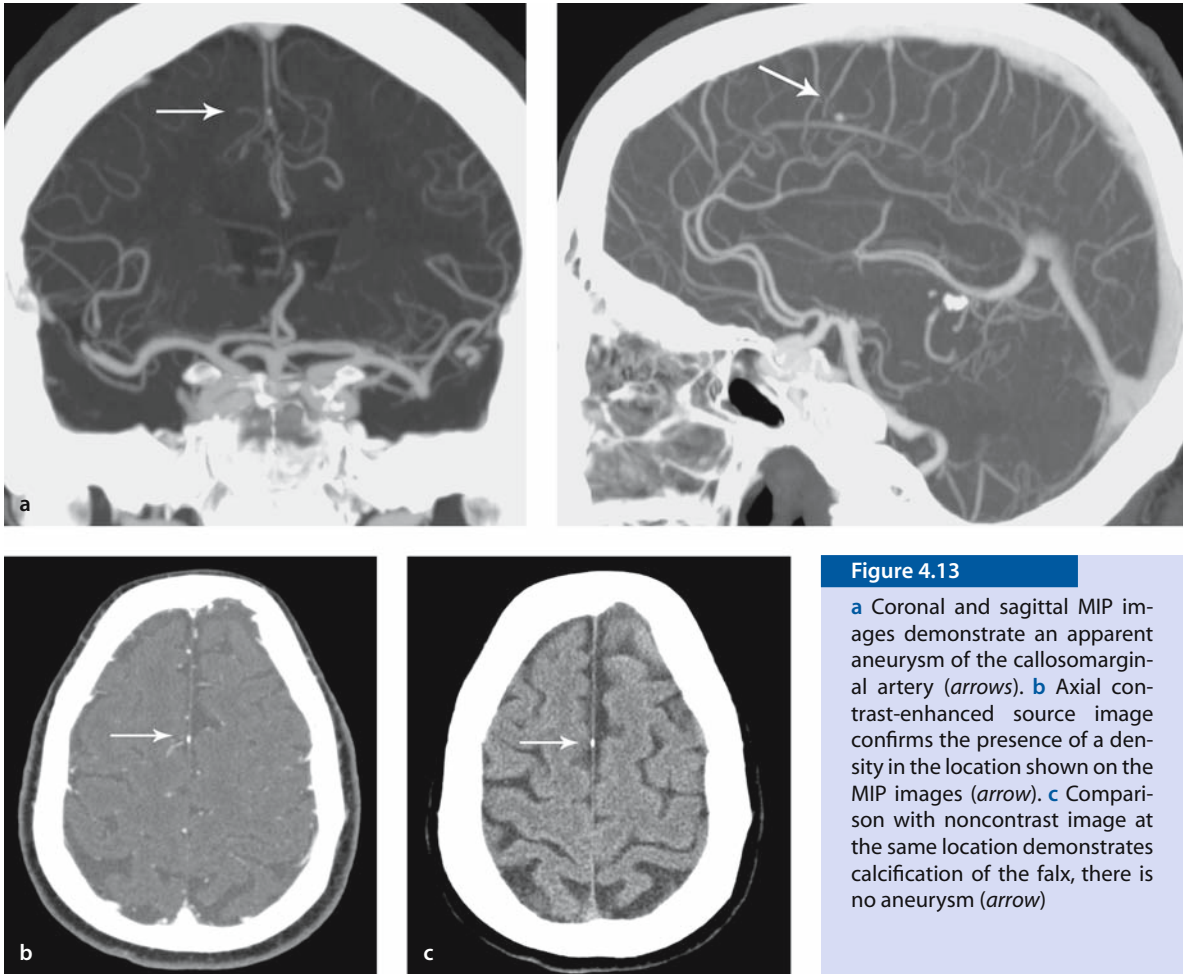 a
b
c
Figure 4.13
a Coronal and sagittal MIP im-
ages demonstrate an apparent
aneurysm of the callosomargin-
al artery (arrows). b Axial con-
trast-enhanced source image
confirms the presence of a den-
sity in the location shown on the
MIP images (arrow). c Compari-
son with noncontrast image at
the same location demonstrates
calcification of the falx, there is
no aneurysm (arrow)